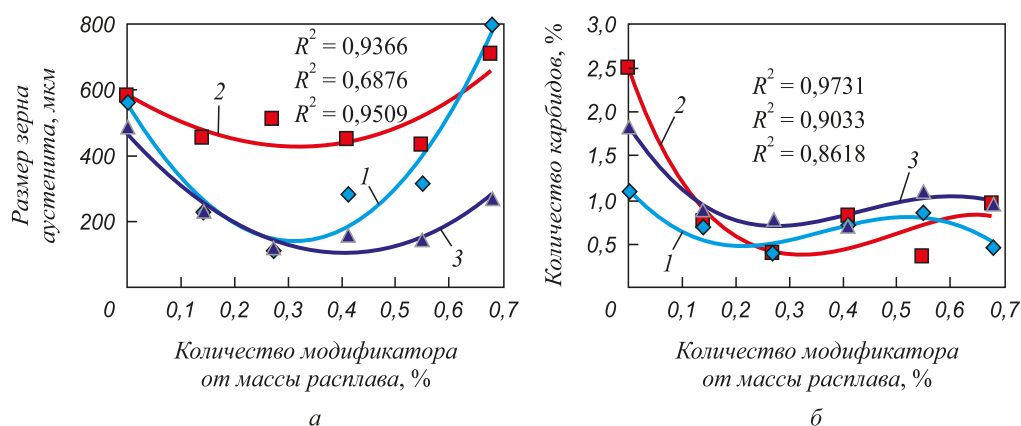 800
600
400
200
0
0,1
0,2
0,3
0,4
0,5
0,6
0,7
Размер зерна
аустенита, мкм
R² = 0,9366
R² = 0,6876
R² = 0,9509
2
1
3
Количество модификатора
от массы расплава, %
а
3,0
2,5
2,0
1,5
1,0
0,5
0
0,1
0,2
0,3
0,4
0,5
0,6
0,7
Количество карбидов, %
R² = 0,9731
R² = 0,9033
R² = 0,8618
2
3
1
Количество модификатора
от массы расплава, %
б